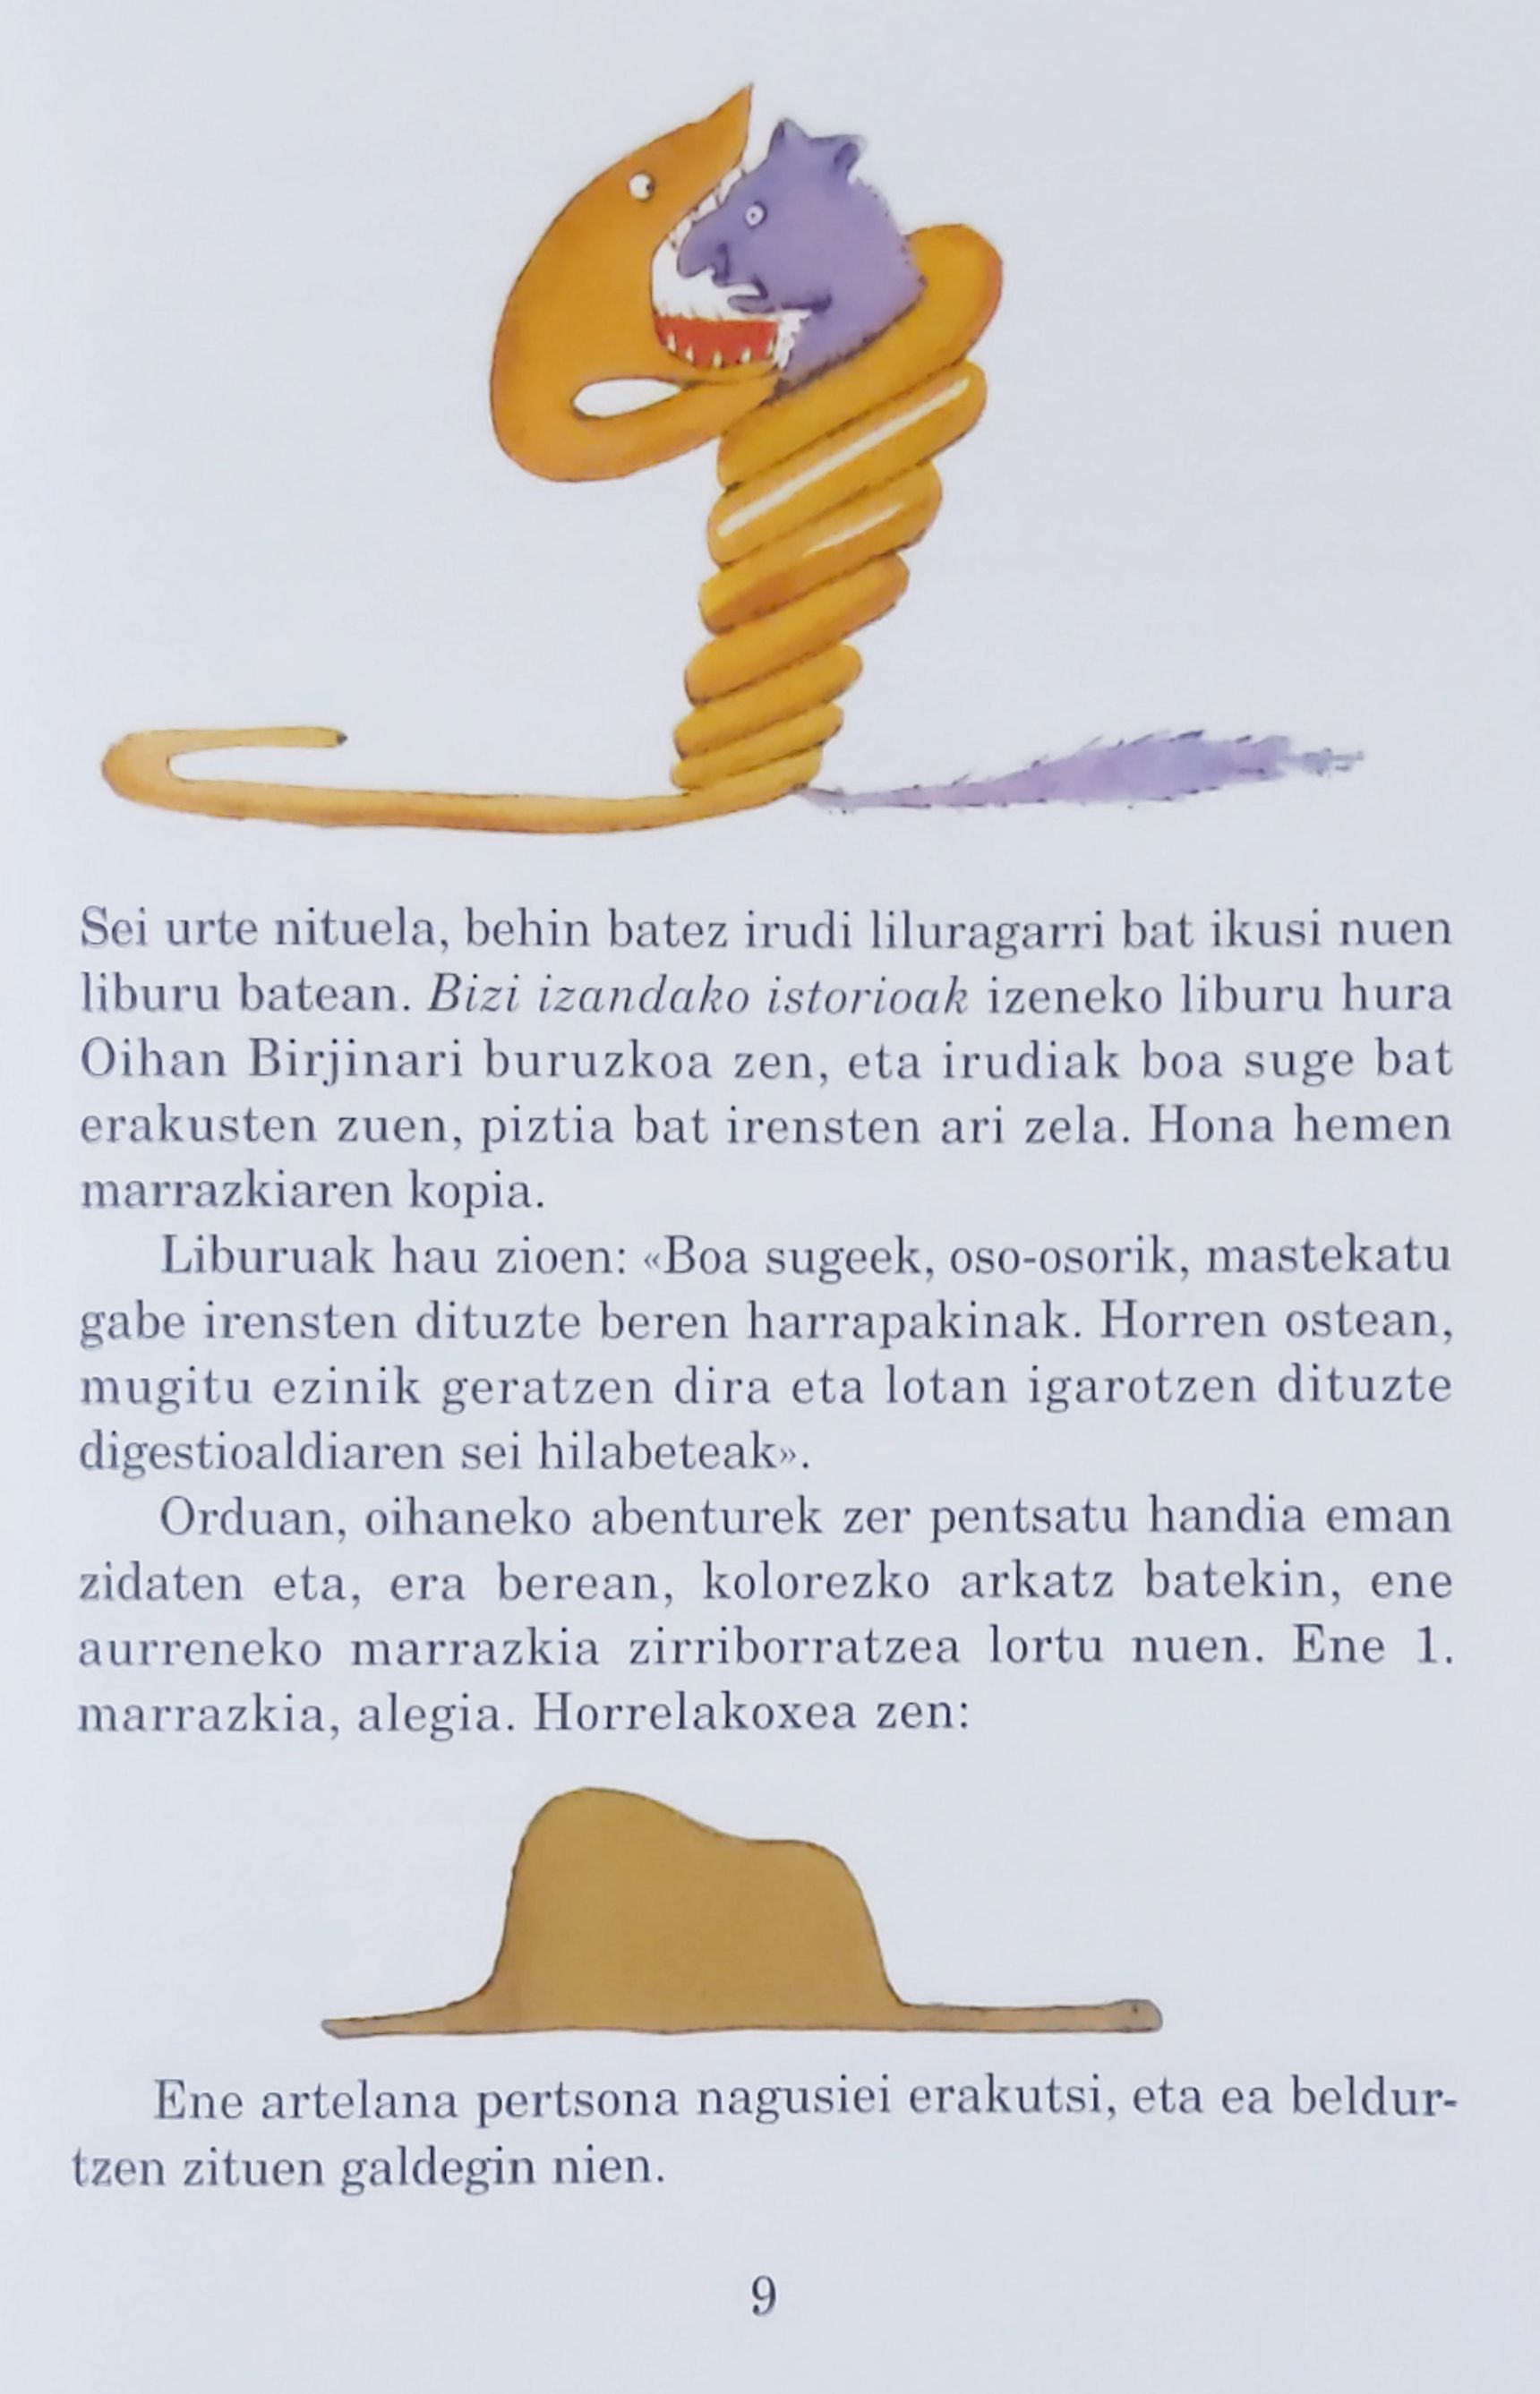 Sei urte nituela, behin batez irudi liluragarri bat ikusi nuen
liburu batean. Bizi izandako istorioak izeneko liburu hura
Oihan Birjinari buruzkoa zen, eta irudiak boa suge bat
erakusten zuen, piztia bat irensten ari zela. Hona hemen
marrazkiaren kopia.
Liburuak hau zioen: «Boa sugeek, oso-osorik, mastekatu
gabe irensten dituzte beren harrapakinak. Horren ostean,
mugitu ezinik geratzen dira eta lotan igarotzen dituzte
digestioaldiaren sei hilabeteak».
Orduan, oihaneko abenturek zer pentsatu handia eman
zidaten eta, era berean, kolorezko arkatz batekin, ene
aurreneko marrazkia zirriborratzea lortu nuen. Ene 1.
marrazkia, alegia. Horrelakoxea zen:
Ene artelana pertsona nagusiei erakutsi, eta ea beldur-
tzen zituen galdegin nien.
9